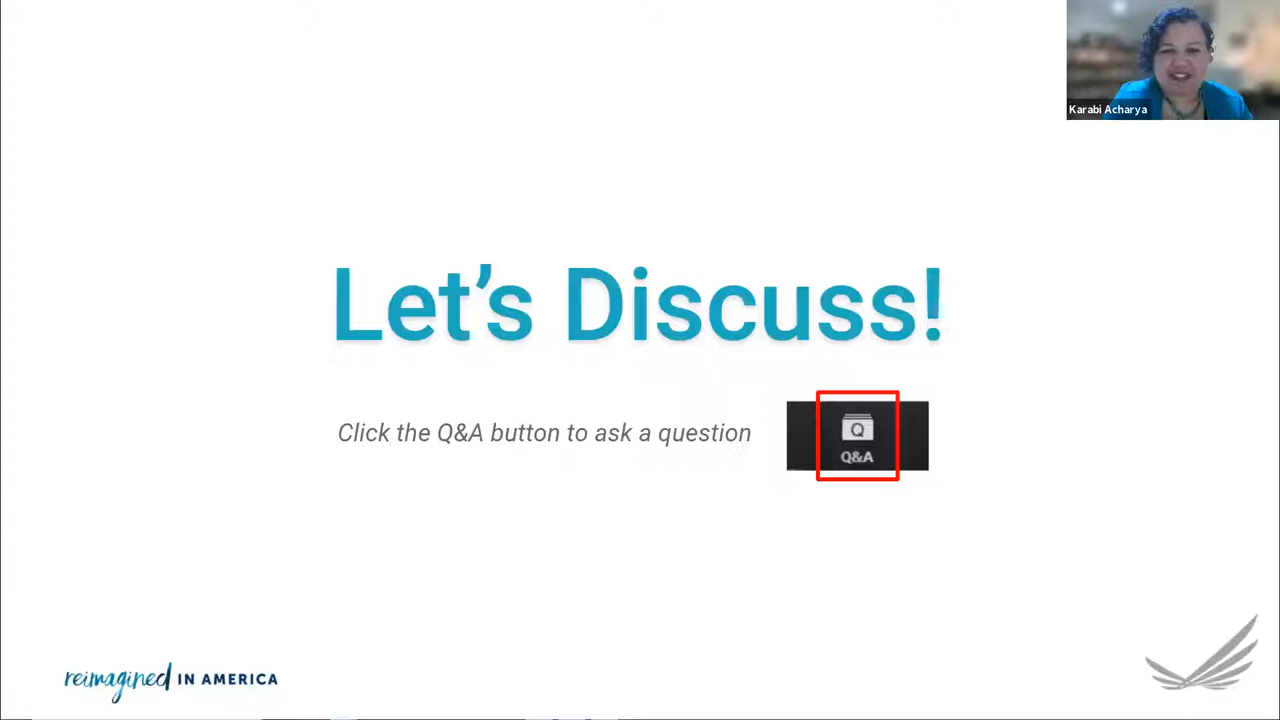 Karabi Acharya
Let’s Discuss!
Click the Q&A button to ask a question
Q
Q&A
reimagined IN AMERICA